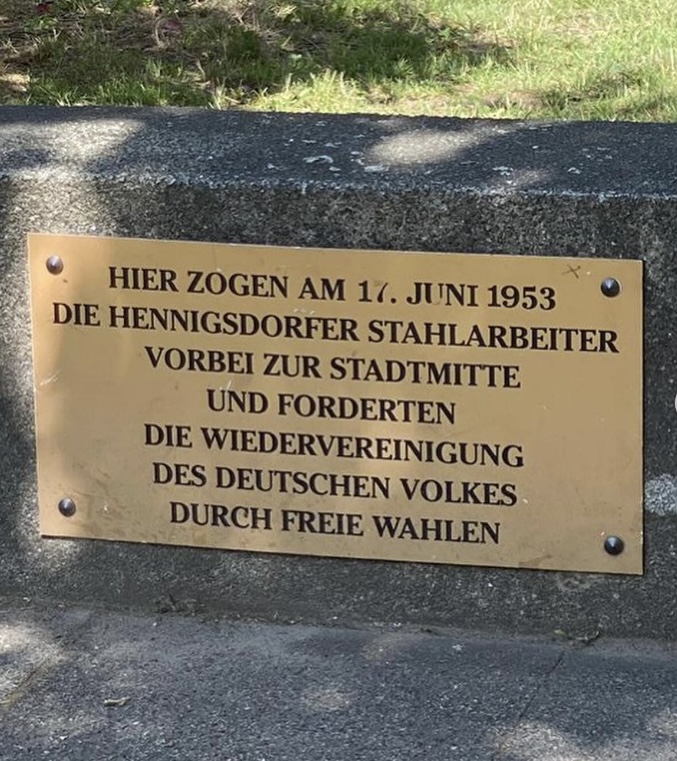 HIER ZOGEN AM 17. JUNI 1953
DIE HENNIGSDORFER STAHLARBEITER
VORBEI ZUR STADTMITTE
UND FORDERTEN
DIE WIEDERVEREINIGUNG
DES DEUTSCHEN VOLKES
DURCH FREIE WAHLEN